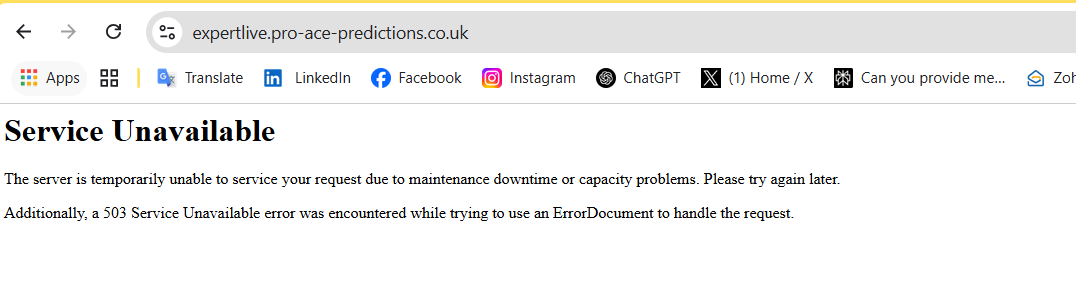 expertlive.pro-ace-predictions.co.uk
Apps Translate LinkedIn Facebook Instagram ChatGPT (1) Home / X Can you provide me... Zoh
Service Unavailable
The server is temporarily unable to service your request due to maintenance downtime or capacity problems. Please try again later.
Additionally, a 503 Service Unavailable error was encountered while trying to use an ErrorDocument to handle the request.